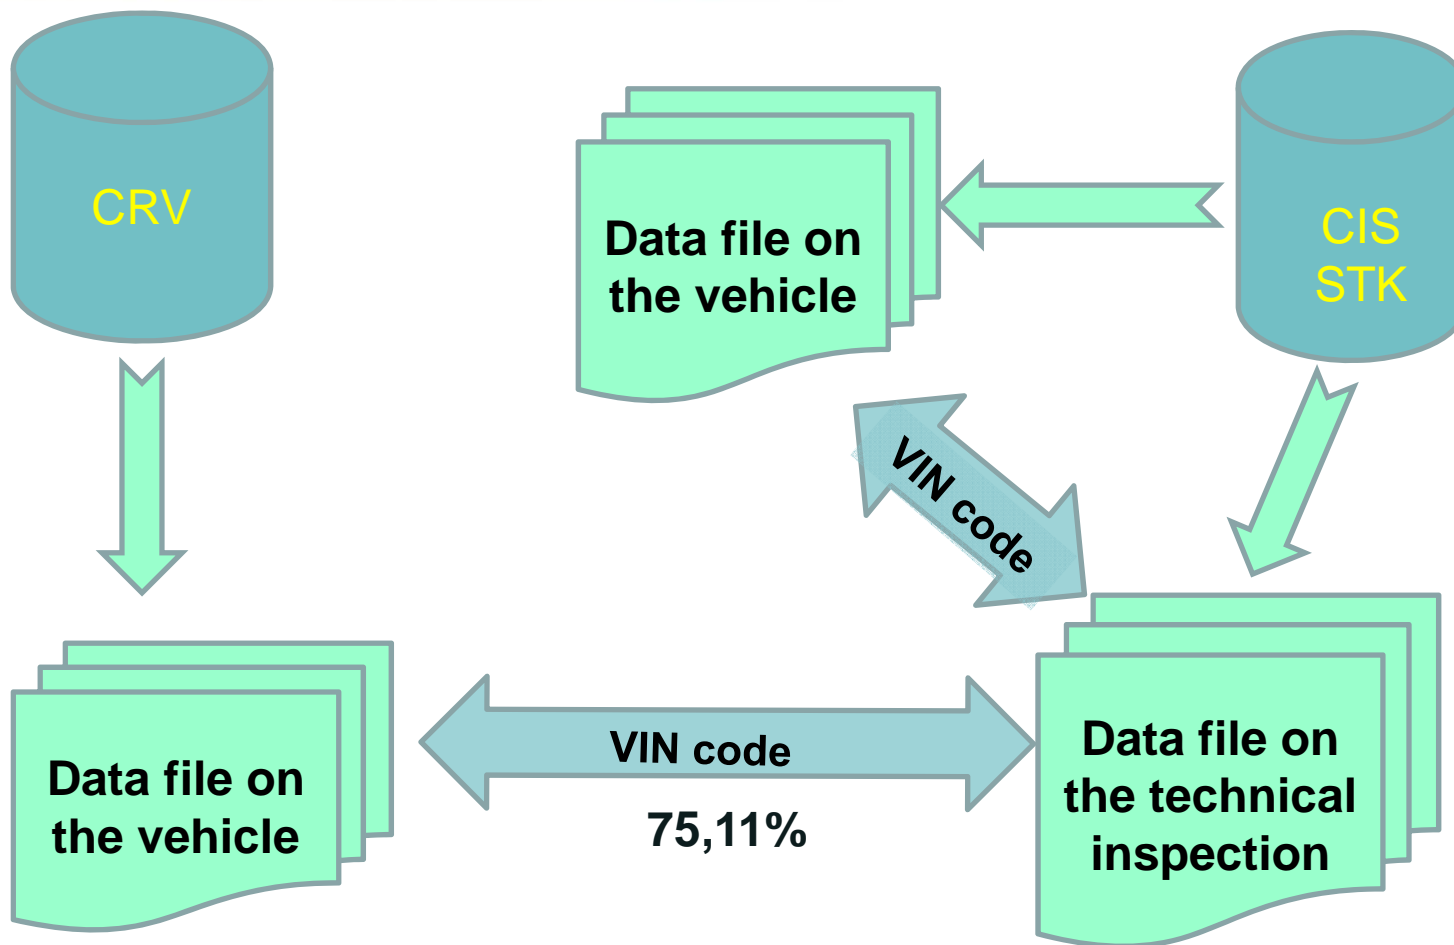 CRV
Data file on
the vehicle
CIS
STK
VIN code
Data file on
the vehicle
VIN code
75,11%
Data file on
the technical
inspection